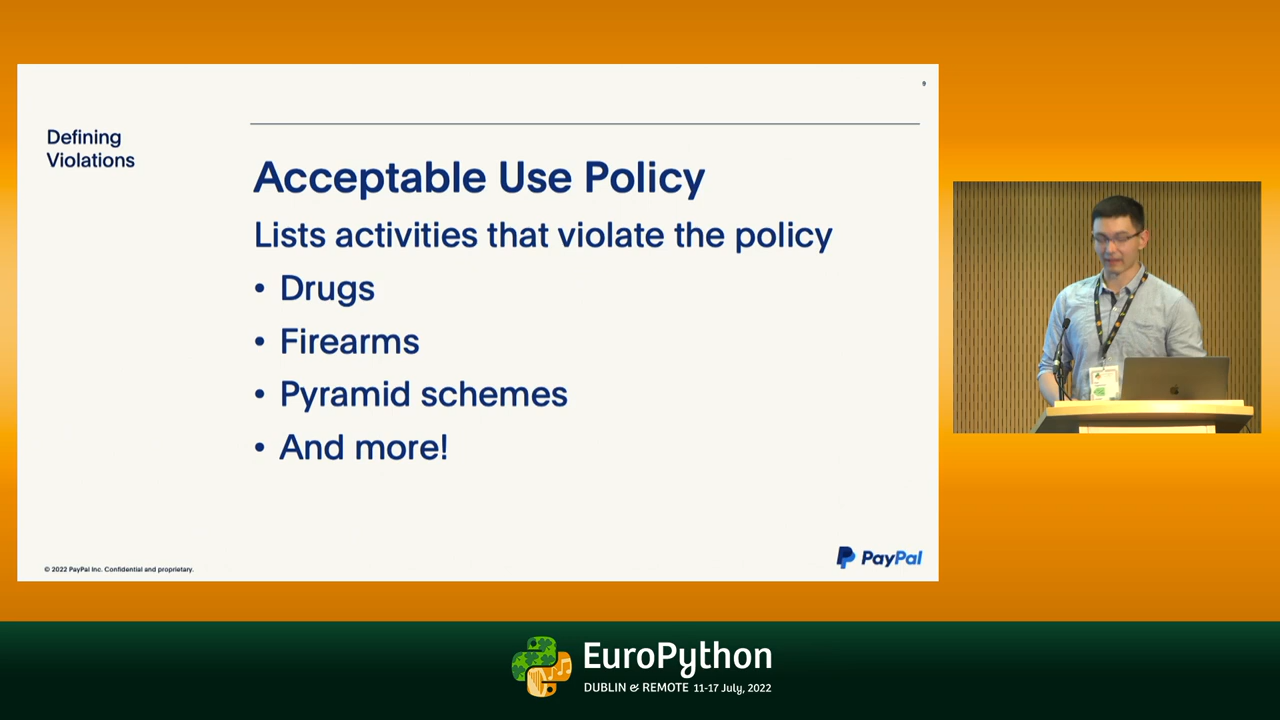 Defining
Violations
Acceptable Use Policy
Lists activities that violate the policy
• Drugs
• Firearms
• Pyramid schemes
• And more!
© 2022 PayPal Inc. Confidential and proprietary.
PayPal
EuroPython
DUBLIN & REMOTE 11-17 July, 2022